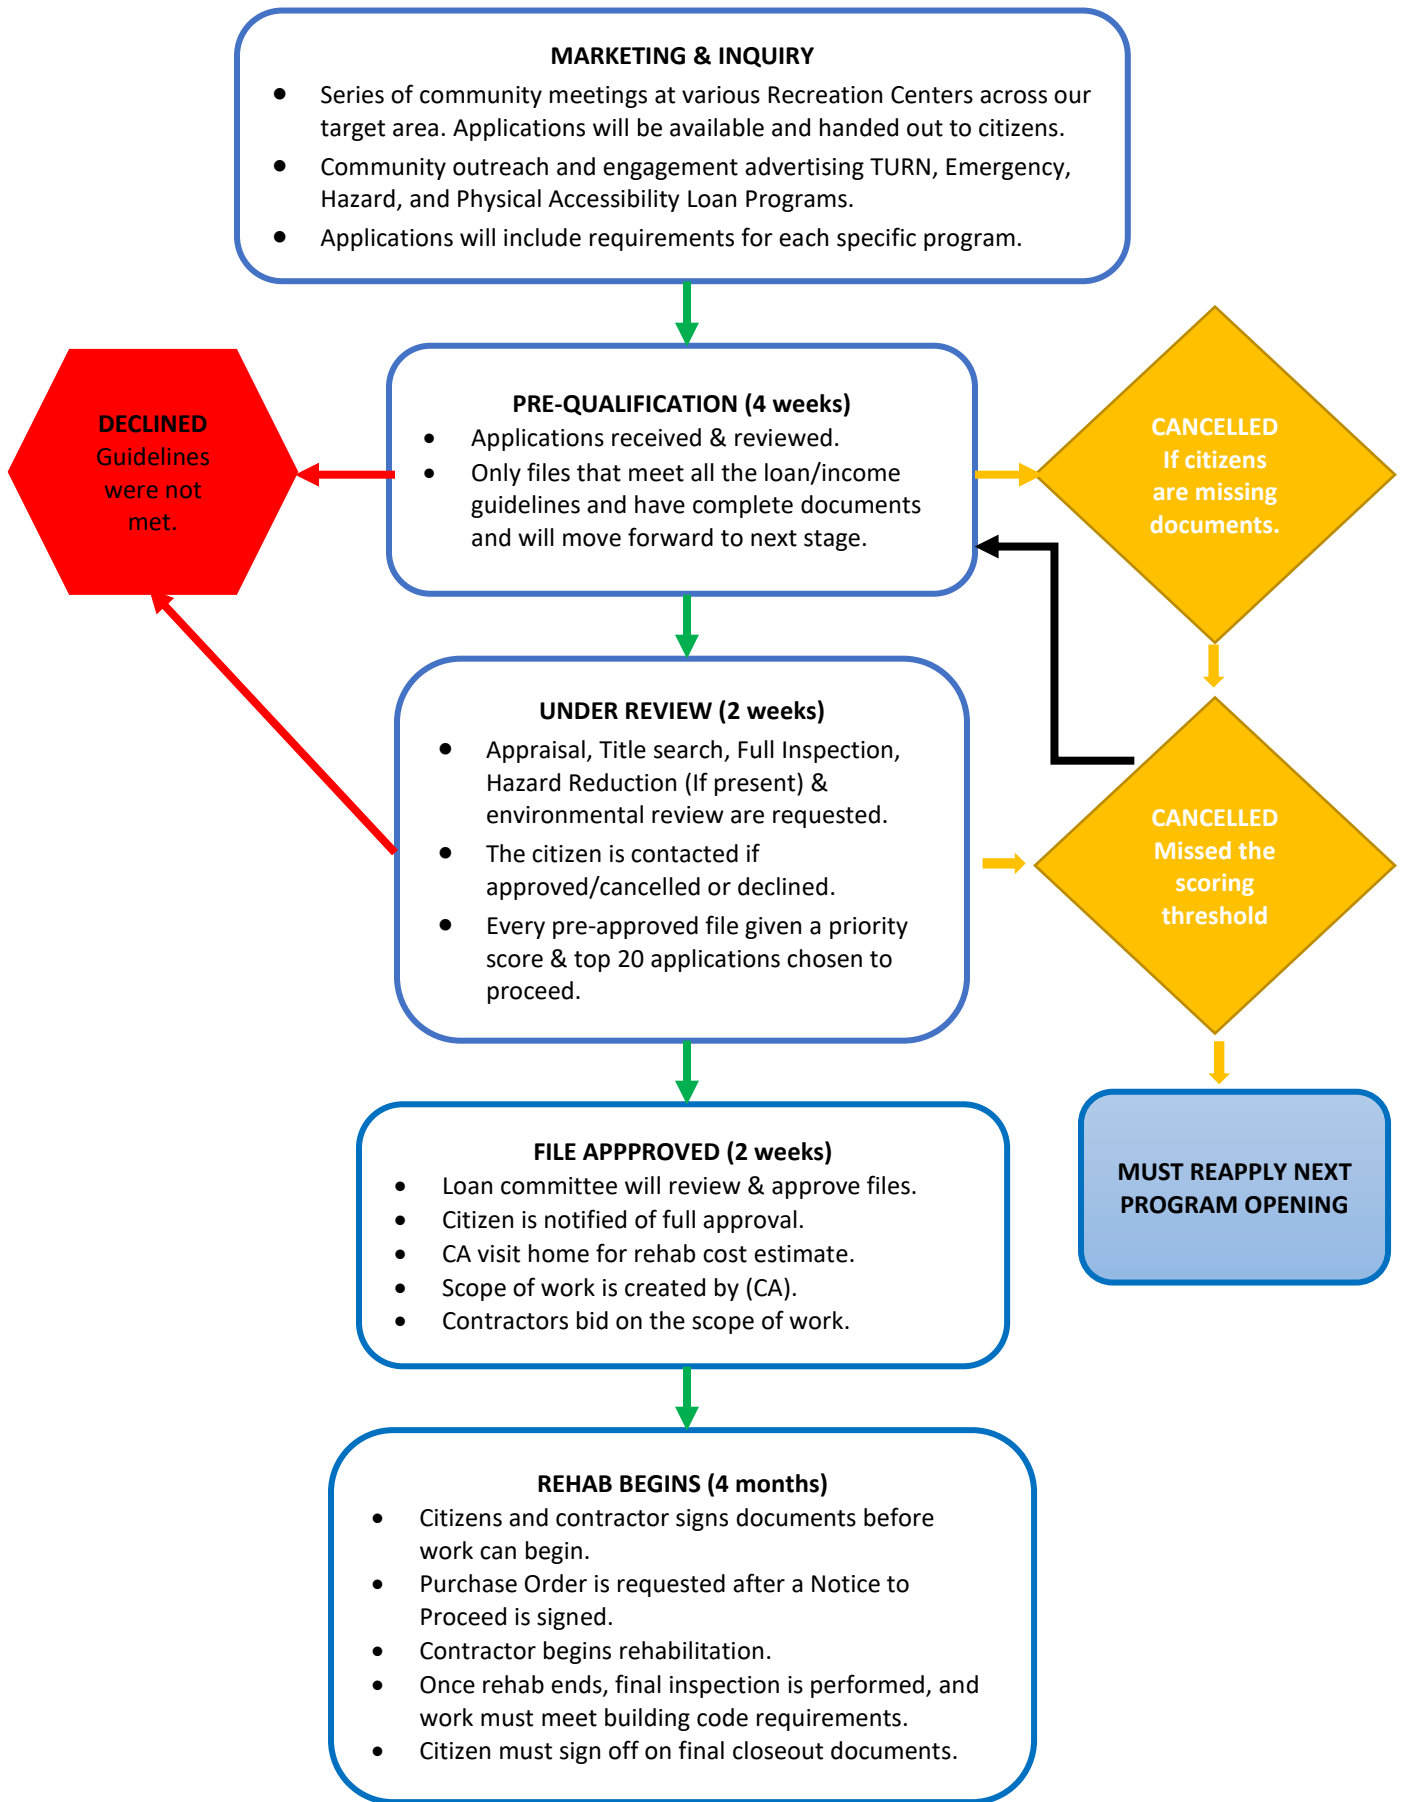 MARKETING & INQUIRY
• Series of community meetings at various Recreation Centers across our
target area. Applications will be available and handed out to citizens.
• Community outreach and engagement advertising TURN, Emergency,
Hazard, and Physical Accessibility Loan Programs.
• Applications will include requirements for each specific program.
DECLINED
Guidelines
were not
met.
PRE-QUALIFICATION (4 weeks)
• Applications received & reviewed.
• Only files that meet all the loan/income
guidelines and have complete documents
and will move forward to next stage.
CANCELLED
If citizens
are missing
documents.
UNDER REVIEW (2 weeks)
• Appraisal, Title search, Full Inspection,
Hazard Reduction (If present) &
environmental review are requested.
• The citizen is contacted if
approved/cancelled or declined.
• Every pre-approved file given a priority
score & top 20 applications chosen to
proceed.
CANCELLED
Missed the
scoring
threshold
FILE APPPROVED (2 weeks)
• Loan committee will review & approve files.
• Citizen is notified of full approval.
• CA visit home for rehab cost estimate.
• Scope of work is created by (CA).
• Contractors bid on the scope of work.
MUST REAPPLY NEXT
PROGRAM OPENING
REHAB BEGINS (4 months)
• Citizens and contractor signs documents before
work can begin.
• Purchase Order is requested after a Notice to
Proceed is signed.
• Contractor begins rehabilitation.
• Once rehab ends, final inspection is performed, and
work must meet building code requirements.
• Citizen must sign off on final closeout documents.